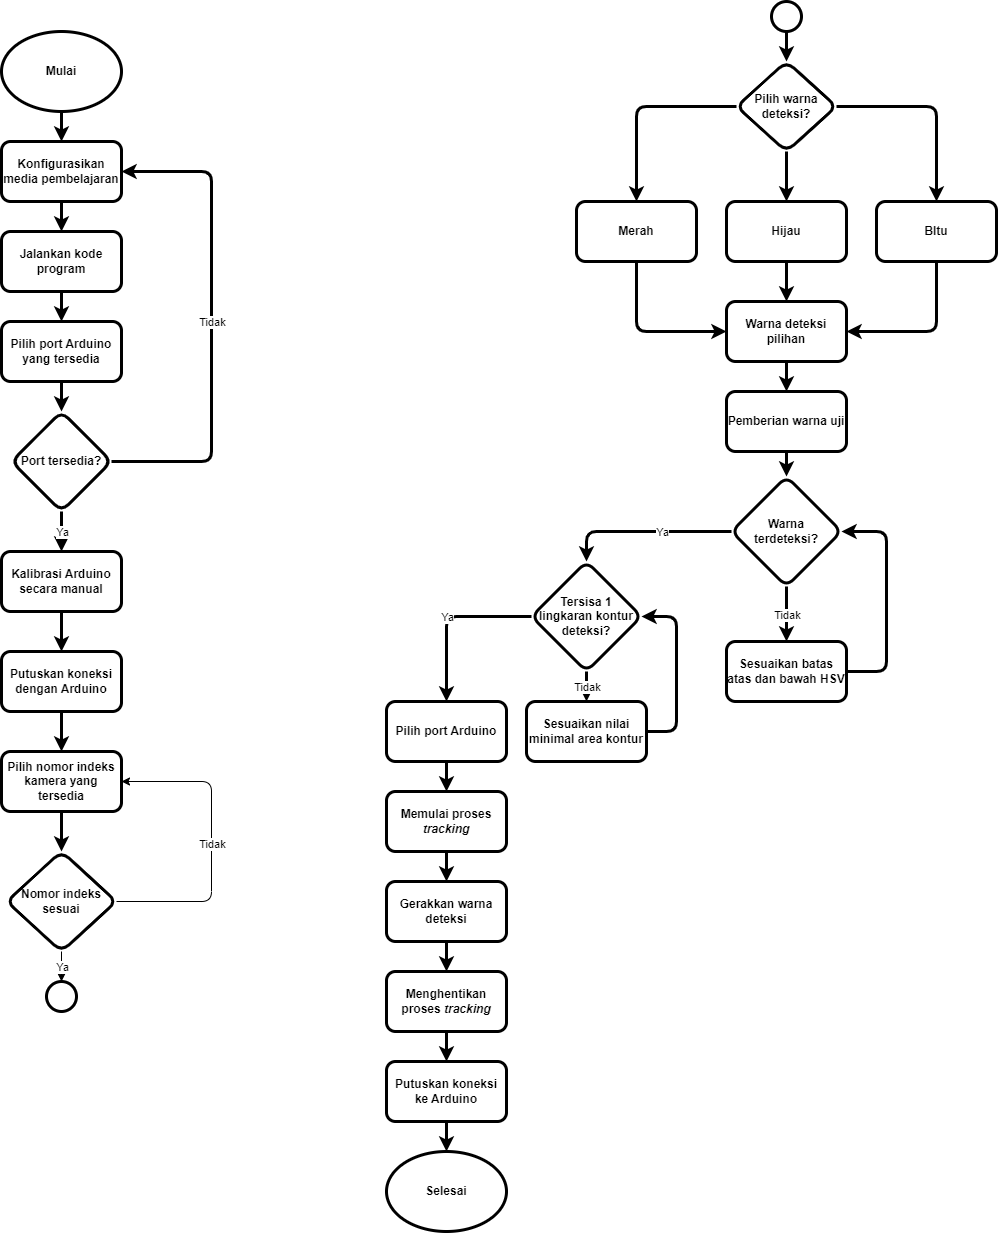 Mulai
Konfigurasikan
media pembelajaran
Jalankan kode
program
Pilih port Arduino
yang tersedia
Tidak
Port tersedia?
Ya
Kalibrasi Arduino
secara manual
Putuskan koneksi
dengan Arduino
Pilih nomor indeks
kamera yang
tersedia
Tidak
Nomor indeks
sesuai
Ya
Pilih warna
deteksi?
Merah
Hijau
BItu
Warna deteksi
pilihan
Pemberian warna uji
Warna
terdeteksi?
Ya
Tidak
Sesuaikan batas
atas dan bawah HSV
Tersisa 1
lingkaran kontur
deteksi?
Ya
Tidak
Sesuaikan nilai
minimal area kontur
Pilih port Arduino
Memulai proses
tracking
Gerakkan warna
deteksi
Menghentikan
proses tracking
Putuskan koneksi
ke Arduino
Selesai